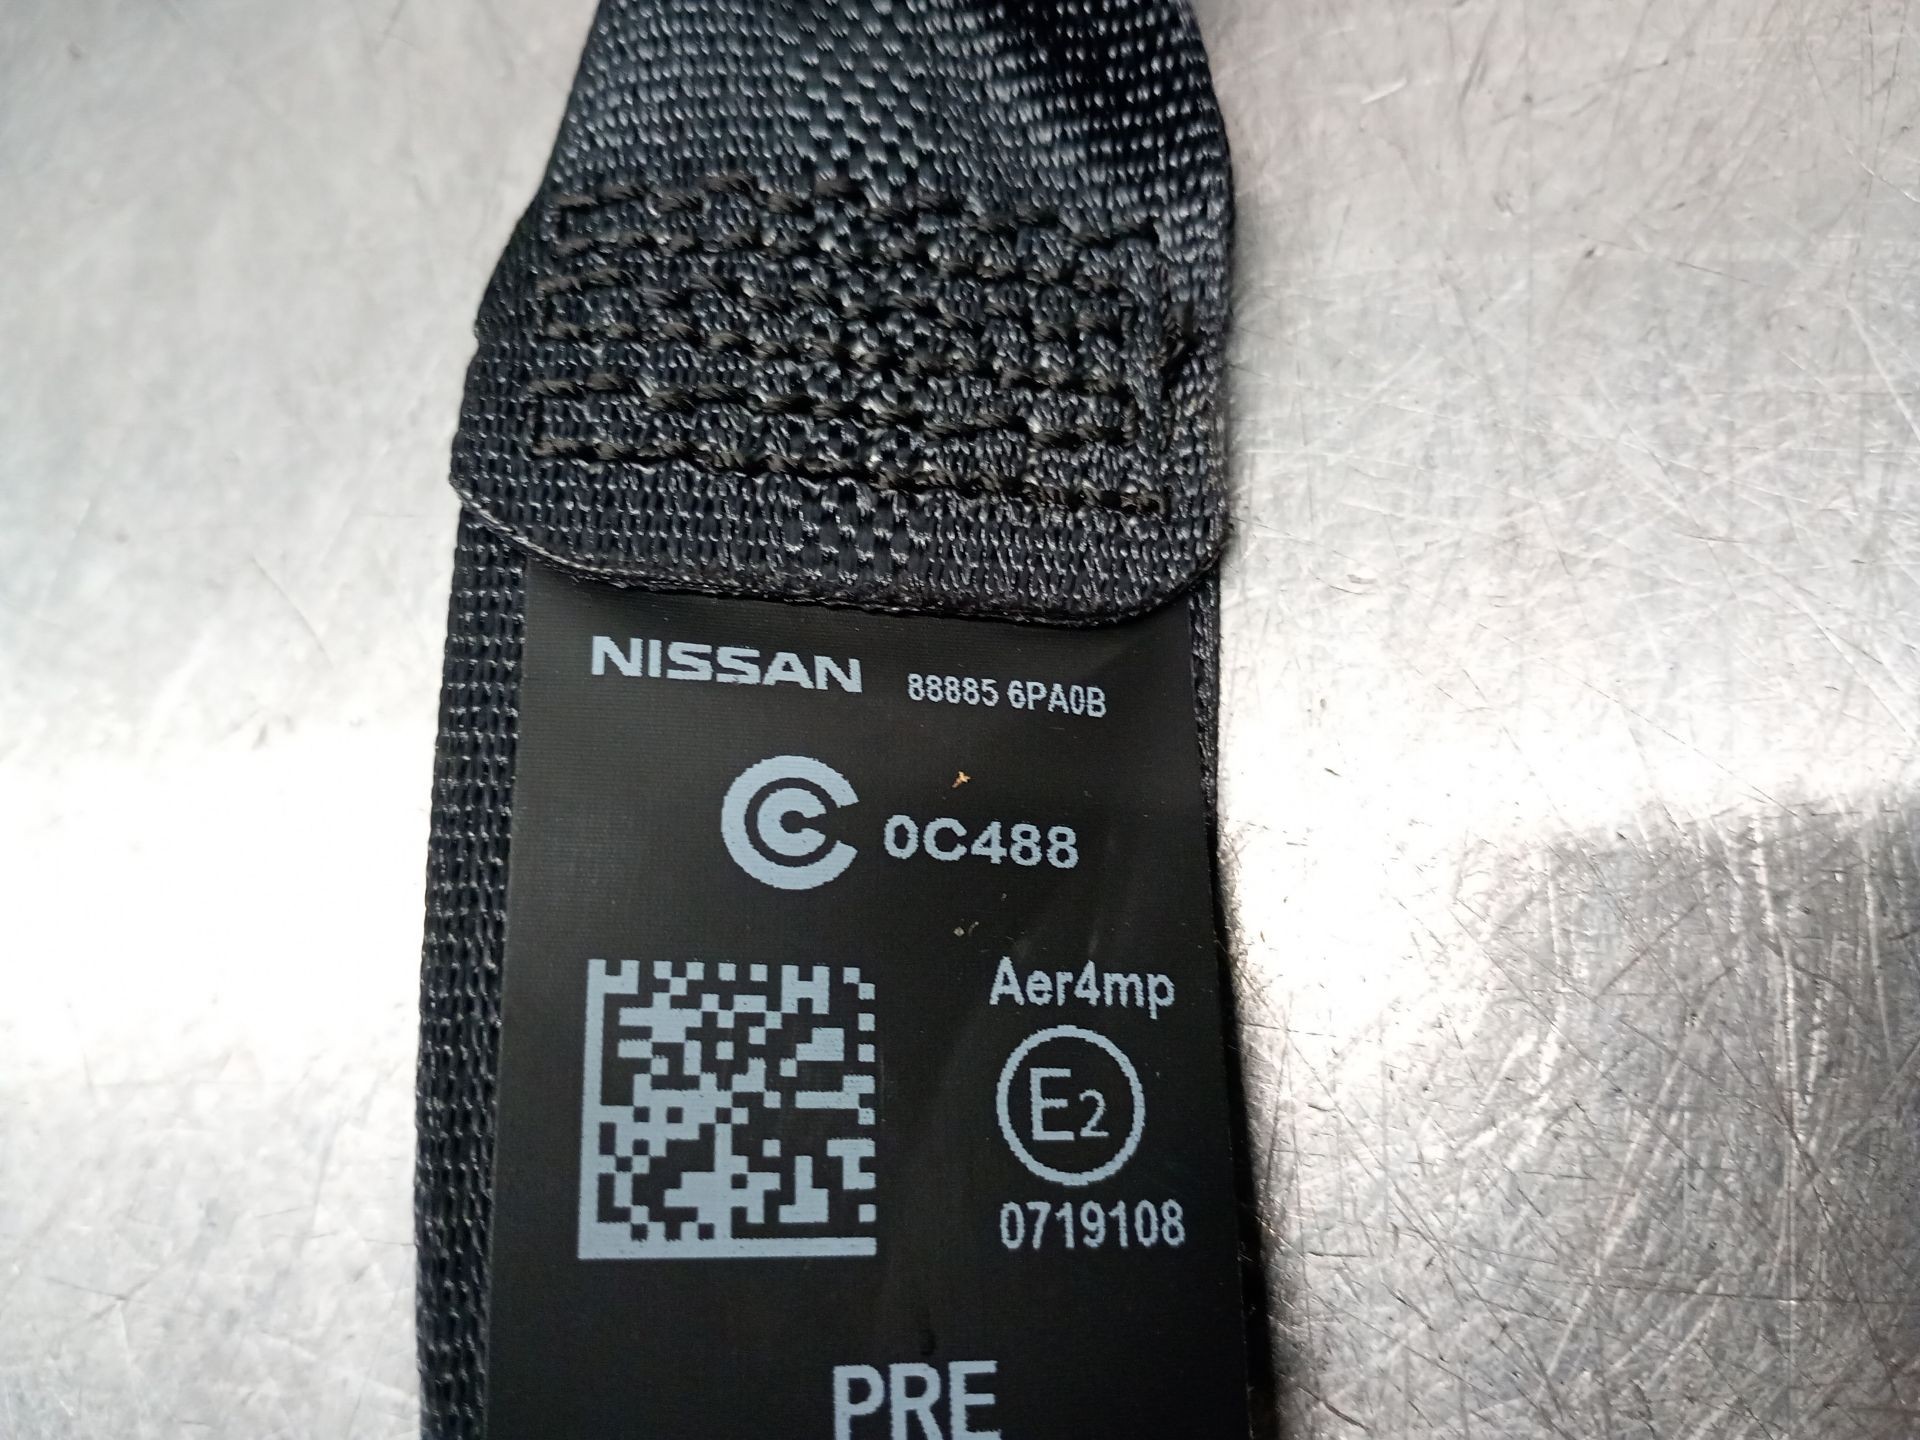 NISSAN 88885 6PA0B
0C488
Aer4mp
E2
0719108
PRE